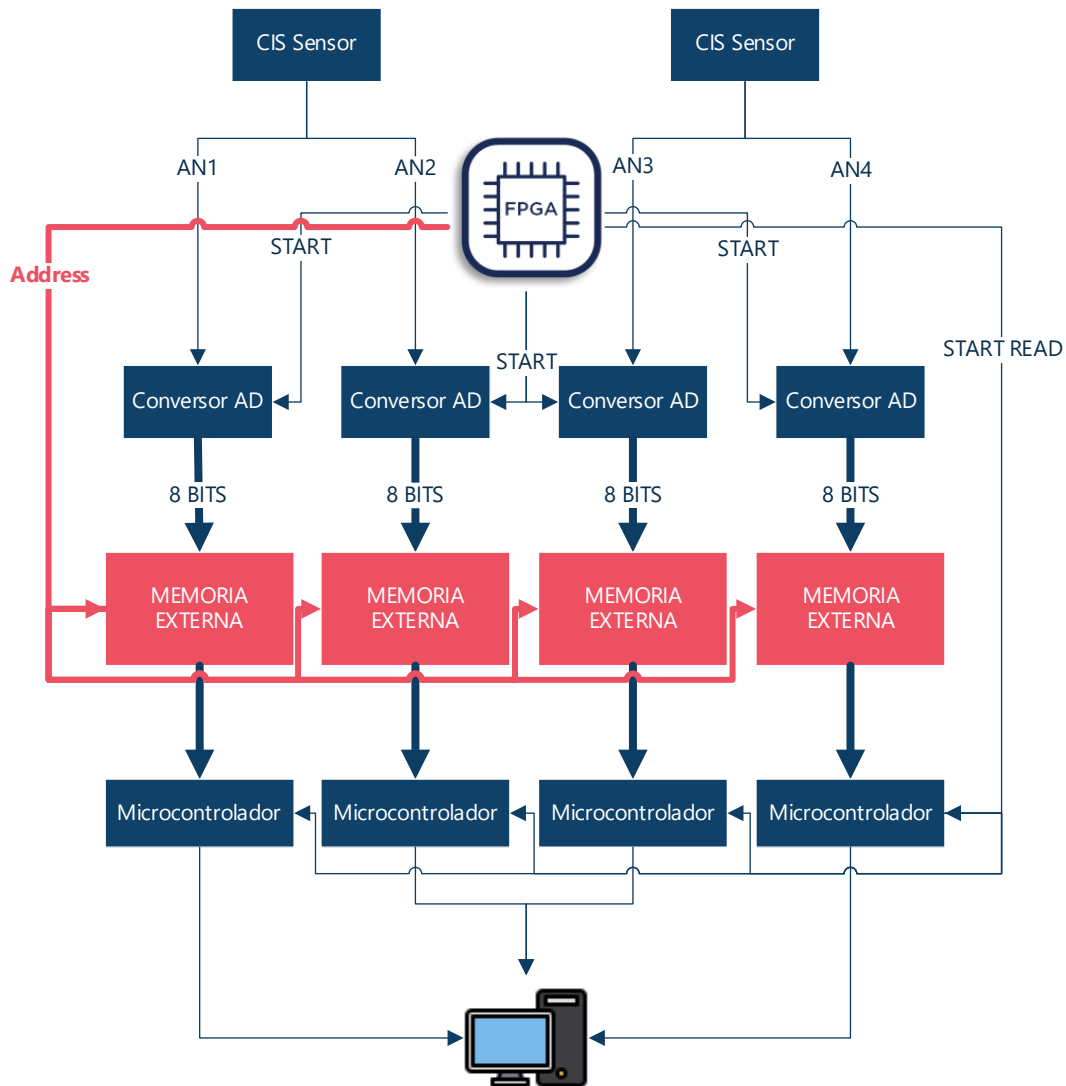 CIS Sensor
CIS Sensor
AN1
AN2
AN3
AN4
FPGA
START
START
Address
START READ
START
Conversor AD
Conversor AD
Conversor AD
Conversor AD
8 BITS
8 BITS
8 BITS
8 BITS
MEMORIA
EXTERNA
MEMORIA
EXTERNA
MEMORIA
EXTERNA
MEMORIA
EXTERNA
Microcontrolador
Microcontrolador
Microcontrolador
Microcontrolador